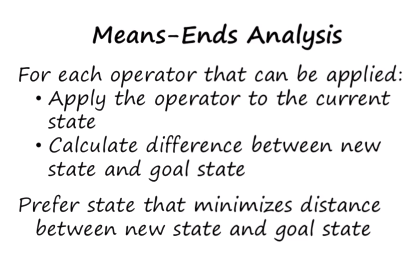 Means-Ends Analysis
For each operator that can be applied:
• Apply the operator to the current
state
• Calculate difference between new
state and goal state
Prefer state that minimizes distance
between new state and goal state